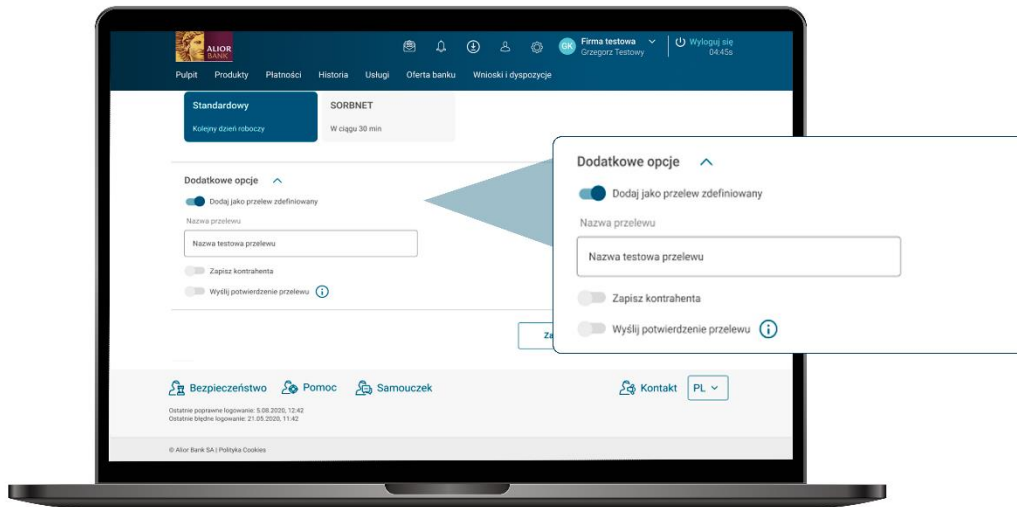 ALIOR
BANK
GK
Firma testowa
Grzegorz Testowy
Wyloguj się
04:45s
Pulpit Produkty Płatności Historia Usługi Oferta banku Wnioski i dyspozycje
Standardowy
Kolejny dzień roboczy
SORBNET
W ciągu 30 min
Dodatkowe opcje
Dodaj jako przelew zdefiniowany
Nazwa przelewu
Nazwa testowa przelewu
Zapisz kontrahenta
Wyślij potwierdzenie przelewu
Za
Dodatkowe opcje
Dodaj jako przelew zdefiniowany
Nazwa przelewu
Nazwa testowa przelewu
Zapisz kontrahenta
Wyślij potwierdzenie przelewu
Bezpieczeństwo Pomoc Samouczek Kontakt PL
Ostatnie poprawne logowanie: 5.08.2020, 12:42
Ostatnie błędne logowanie: 21.05.2020, 11:42
© Alior Bank SA | Polityka Cookies